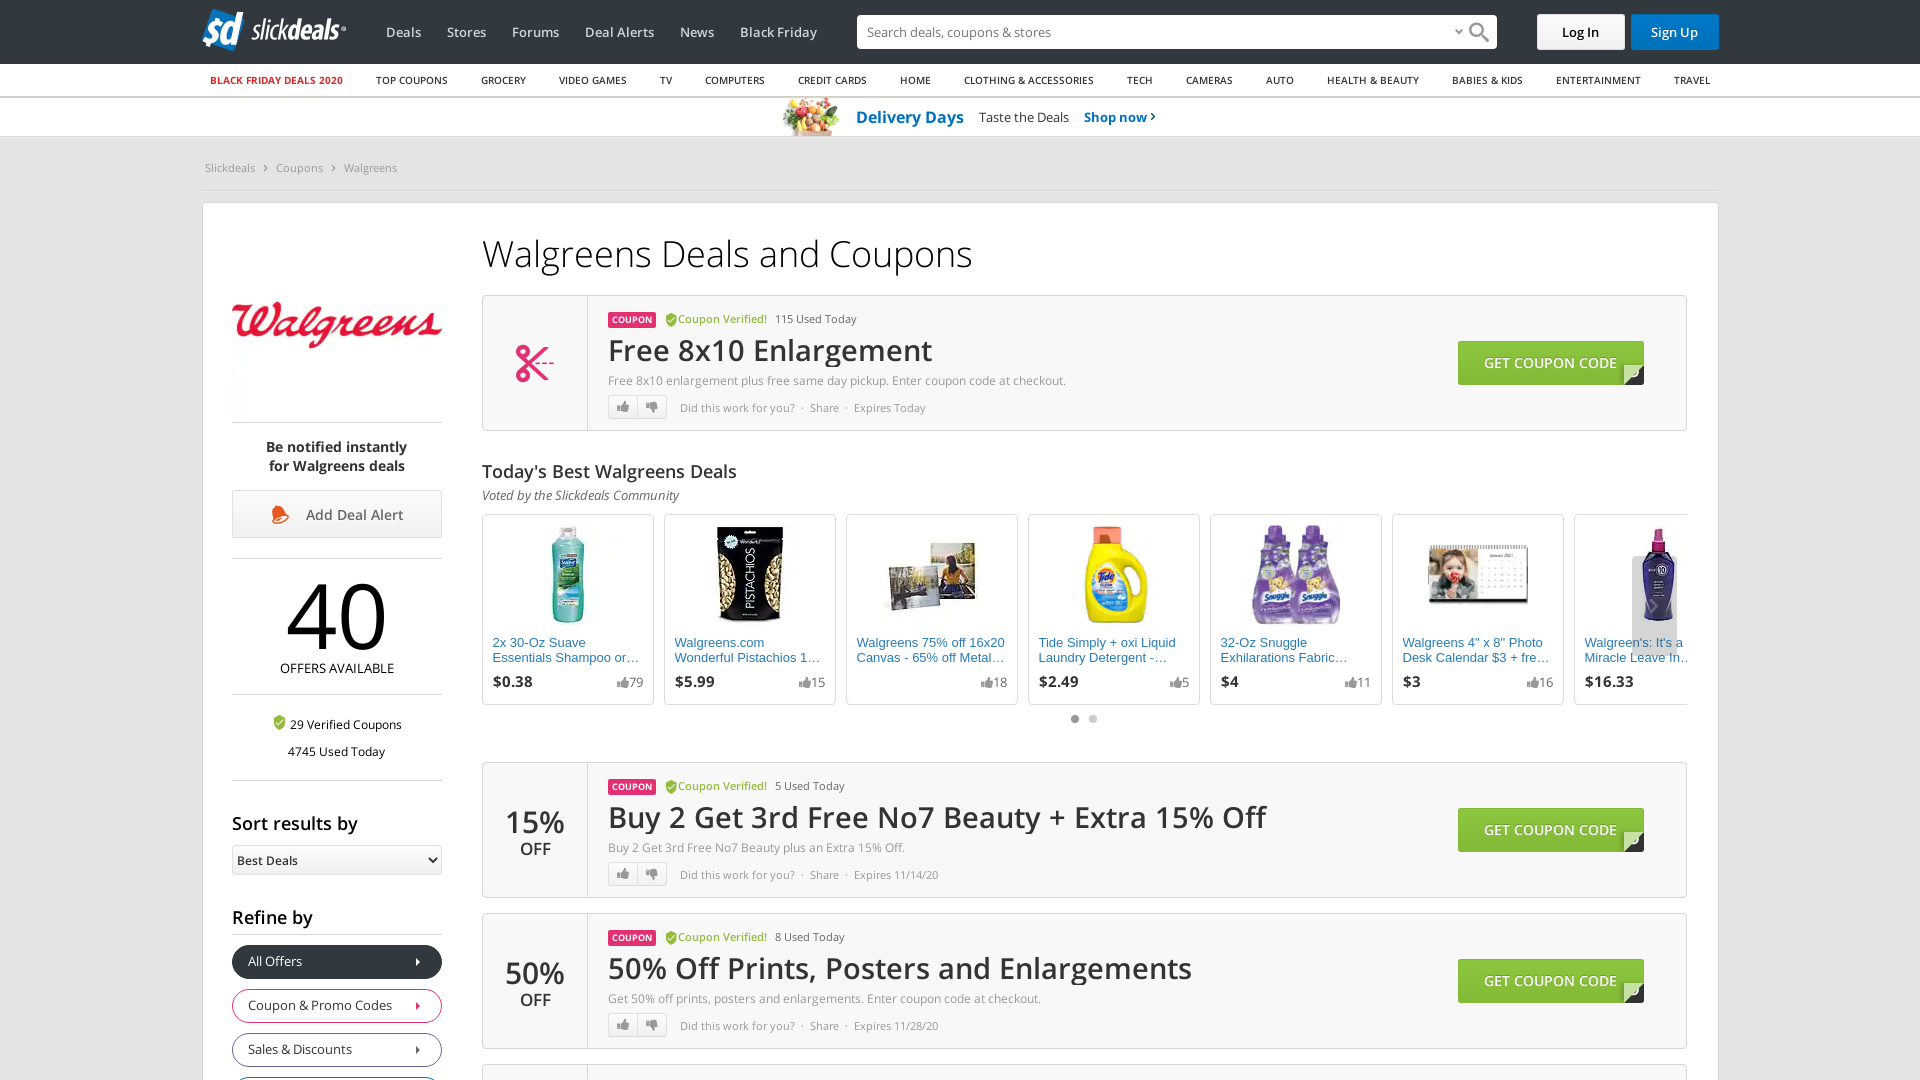 sd slickdeals
Deals Stores Forums Deal Alerts News Black Friday
Search deals, coupons & stores
Log In
Sign Up
BLACK FRIDAY DEALS 2020 TOP COUPONS GROCERY VIDEO GAMES TV COMPUTERS CREDIT CARDS HOME CLOTHING & ACCESSORIES TECH CAMERAS AUTO HEALTH & BEAUTY BABIES & KIDS ENTERTAINMENT TRAVEL
Delivery Days Taste the Deals Shop now
Slickdeals > Coupons > Walgreens
Walgreens
Be notified instantly
for Walgreens deals
Add Deal Alert
40
OFFERS AVAILABLE
29 Verified Coupons
4745 Used Today
Sort results by
Best Deals
Refine by
All Offers
Coupon & Promo Codes
Sales & Discounts
Walgreens Deals and Coupons
COUPON Coupon Verified! 115 Used Today
Free 8x10 Enlargement
Free 8x10 enlargement plus free same day pickup. Enter coupon code at checkout.
Did this work for you? · Share · Expires Today
GET COUPON CODE
Today's Best Walgreens Deals
Voted by the Slickdeals Community
2x 30-Oz Suave
Essentials Shampoo or…
$0.38 79
PISTACHIOS
Walgreens.com
Wonderful Pistachios 1…
$5.99 15
Walgreens 75% off 16x20
Canvas - 65% off Metal…
18
Tide
Tide Simply + oxi Liquid
Laundry Detergent -…
$2.49 5
Snuggle Snuggle
32-Oz Snuggle
Exhilarations Fabric…
$4 11
Walgreens 4" x 8" Photo
Desk Calendar $3 + fre…
$3 16
10
Walgreen's: It's a
Miracle Leave In…
$16.33
15%
OFF
COUPON Coupon Verified! 5 Used Today
Buy 2 Get 3rd Free No7 Beauty + Extra 15% Off
Buy 2 Get 3rd Free No7 Beauty plus an Extra 15% Off.
Did this work for you? · Share · Expires 11/14/20
GET COUPON CODE
50%
OFF
COUPON Coupon Verified! 8 Used Today
50% Off Prints, Posters and Enlargements
Get 50% off prints, posters and enlargements. Enter coupon code at checkout.
Did this work for you? · Share · Expires 11/28/20
GET COUPON CODE